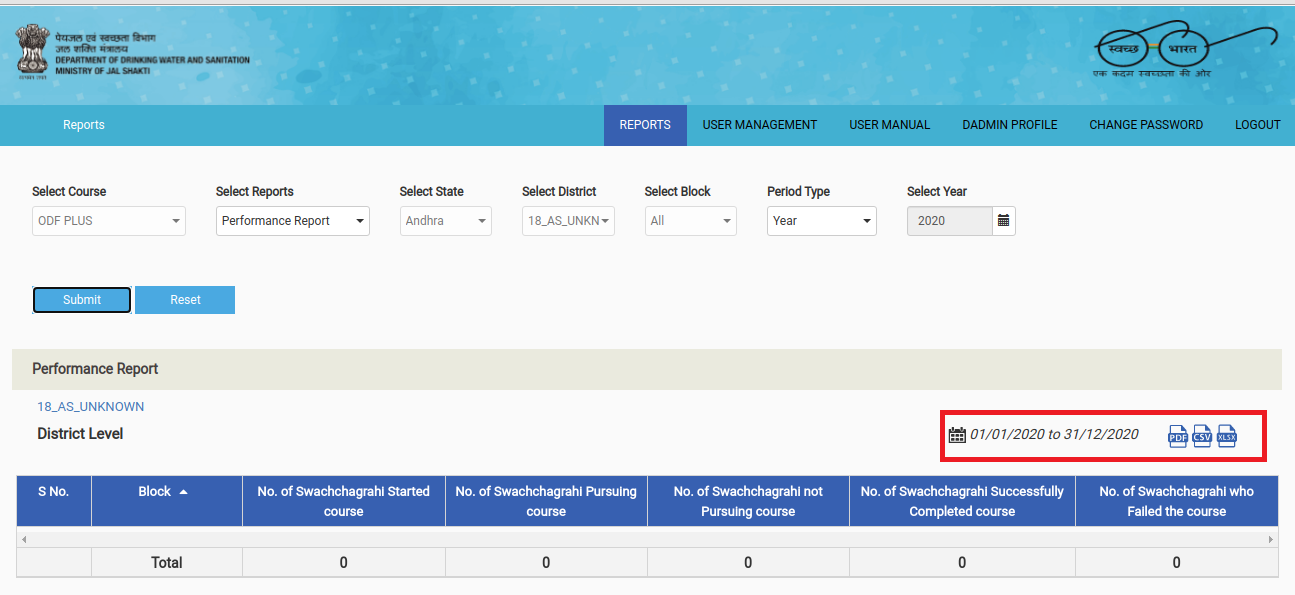 पेयजल एवं स्वच्छता विभाग
जल शक्ति मंत्रालय
DEPARTMENT OF DRINKING WATER AND SANITATION
MINISTRY OF JAL SHAKTI
स्वच्छ भारत
एक कदम स्वच्छता की ओर
Reports REPORTS USER MANAGEMENT USER MANUAL DADMIN PROFILE CHANGE PASSWORD LOGOUT
Select Course Select Reports Select State Select District Select Block Period Type Select Year
ODF PLUS Performance Report Andhra 18_AS_UNKN All Year 2020
Submit Reset
Performance Report
18_AS_UNKNOWN
District Level
01/01/2020 to 31/12/2020 PDF CSV XLSX
S No. Block No. of Swachchagrahi Started course No. of Swachchagrahi Pursuing course No. of Swachchagrahi not Pursuing course No. of Swachchagrahi Successfully Completed course No. of Swachchagrahi who Failed the course
Total 0 0 0 0 0